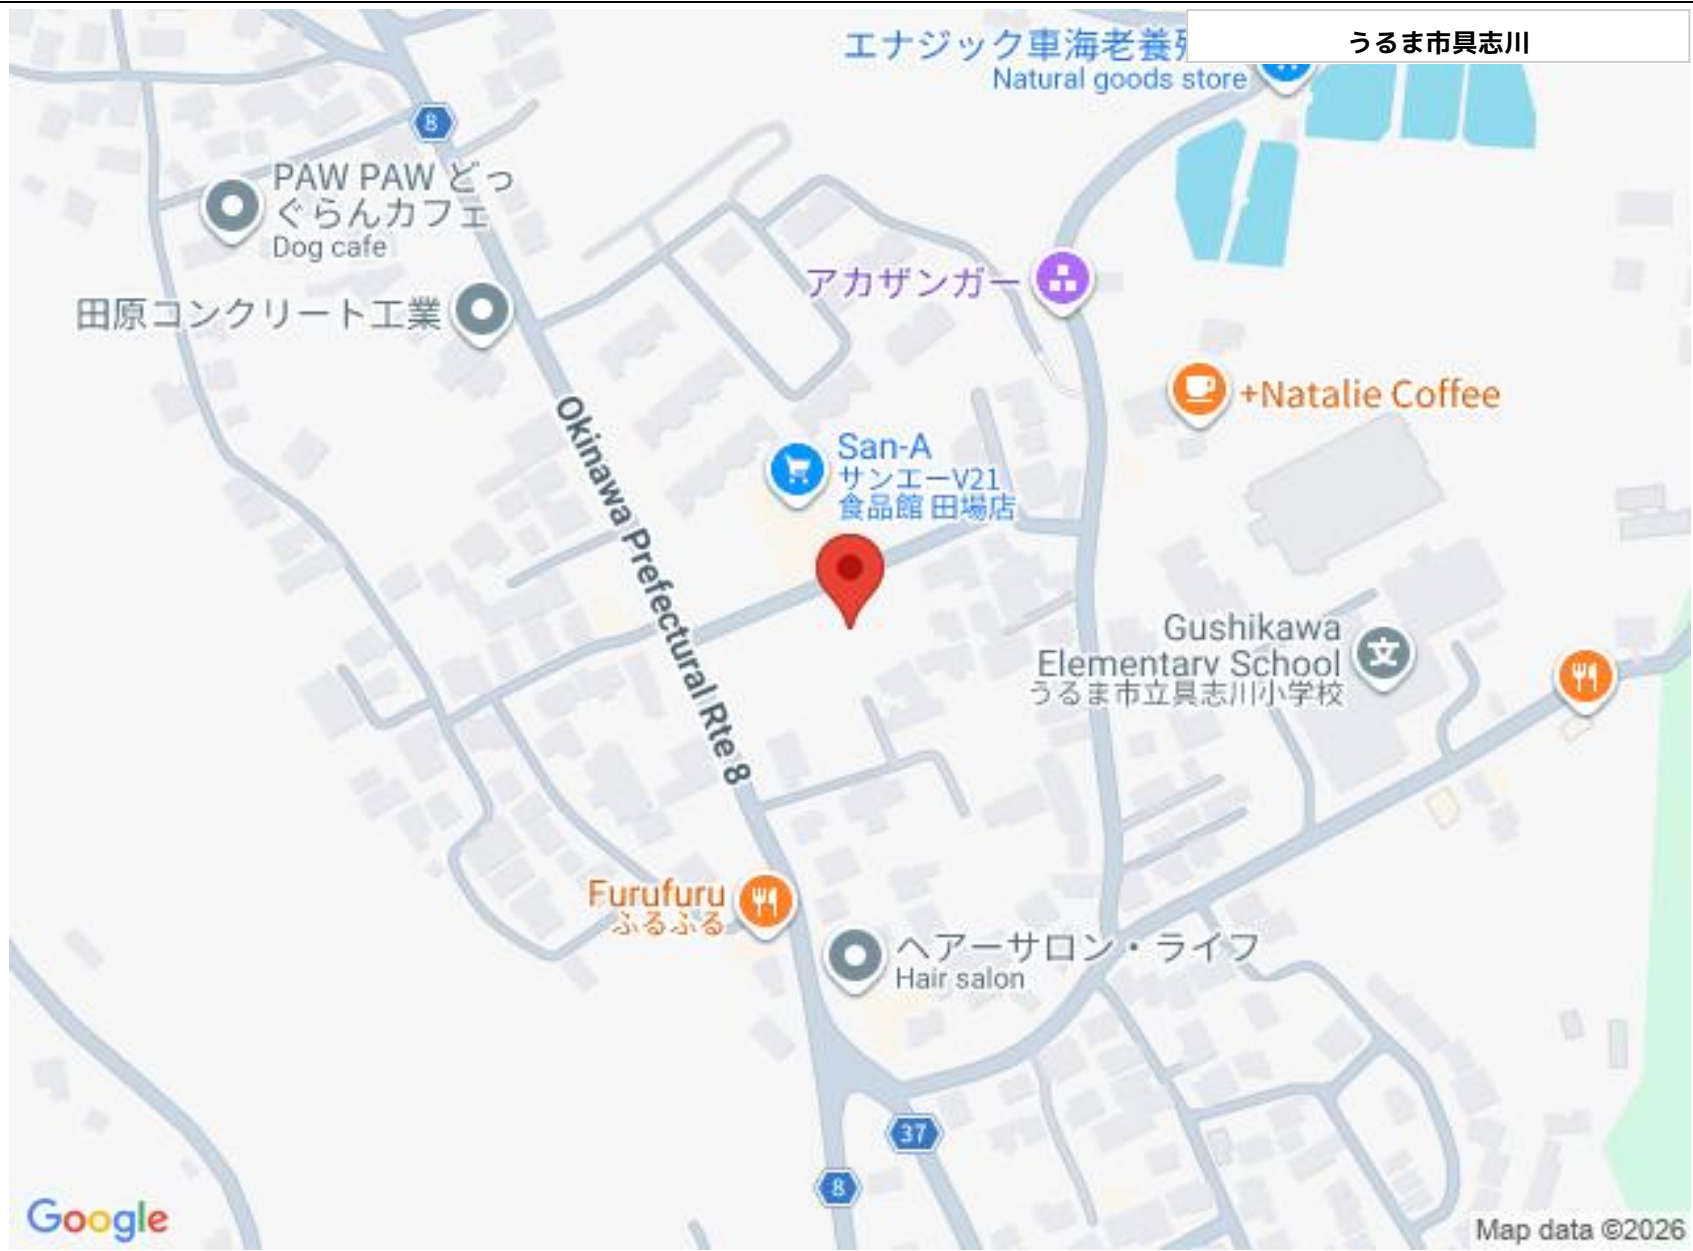 うるま市具志川
エナジック車海老養
Natural goods store
8
PAW PAW どっ
ぐらんカフェ
Dog cafe
アカザンガー
田原コンクリート工業
+Natalie Coffee
Okinawa Prefectural Rte 8
San-A
サンエーV21
食品館 田場店
Gushikawa
Elementary School
うるま市立具志川小学校
文
Furufuru
ふるふる
ヘアーサロン・ライフ
Hair salon
37
8
Google
Map data ©2026